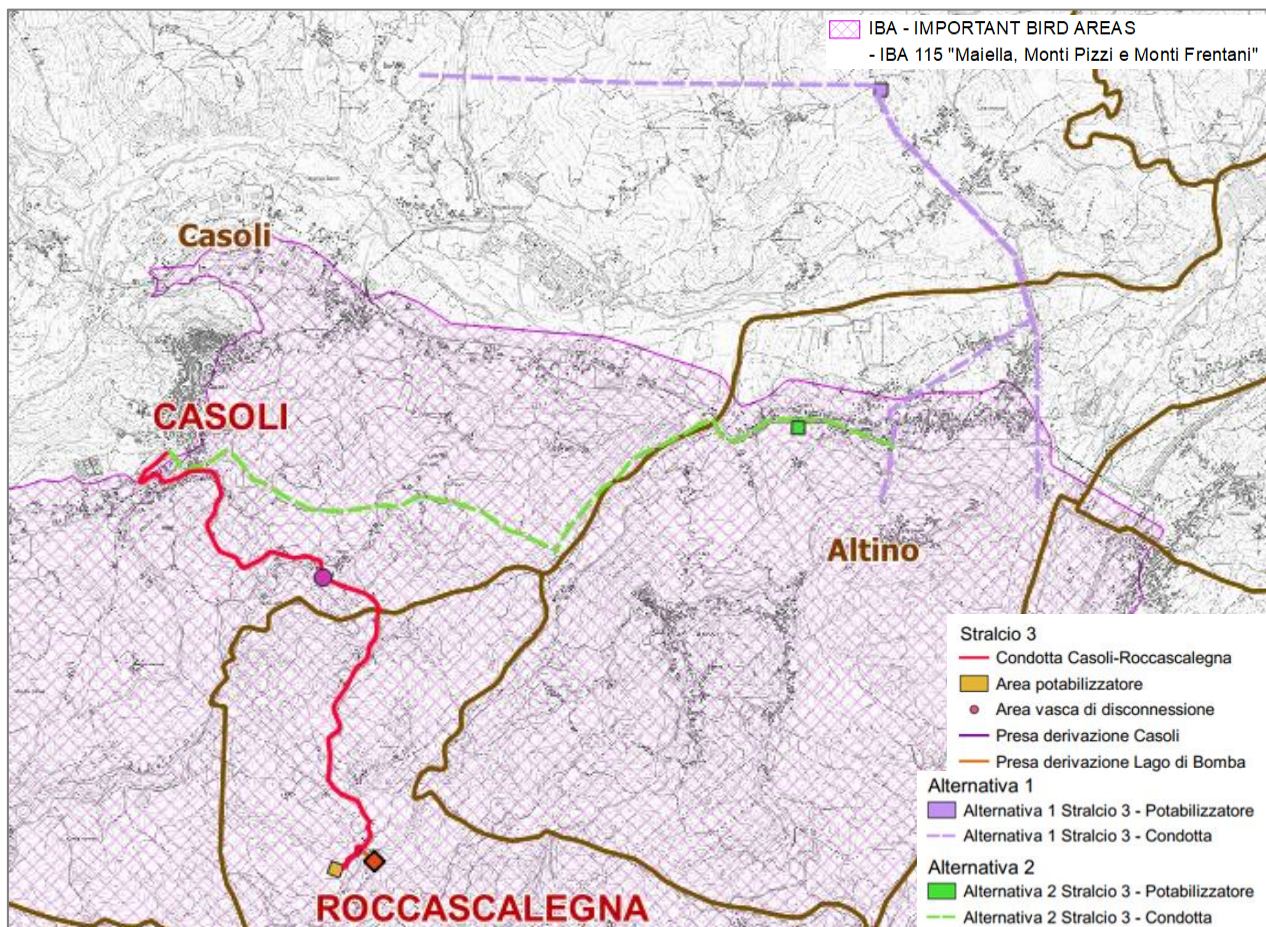 IBA - IMPORTANT BIRD AREAS
- IBA 115 "Maiella, Monti Pizzi e Monti Frentani"
Casoli
CASOLI
Altino
ROCCASCALEGNA
Stralcio 3
Condotta Casoli-Roccascalegna
Area potabilizzatore
Area vasca di disconnessione
Presa derivazione Casoli
Presa derivazione Lago di Bomba
Alternativa 1
Alternativa 1 Stralcio 3 - Potabilizzatore
Alternativa 1 Stralcio 3 - Condotta
Alternativa 2
Alternativa 2 Stralcio 3 - Potabilizzatore
Alternativa 2 Stralcio 3 - Condotta